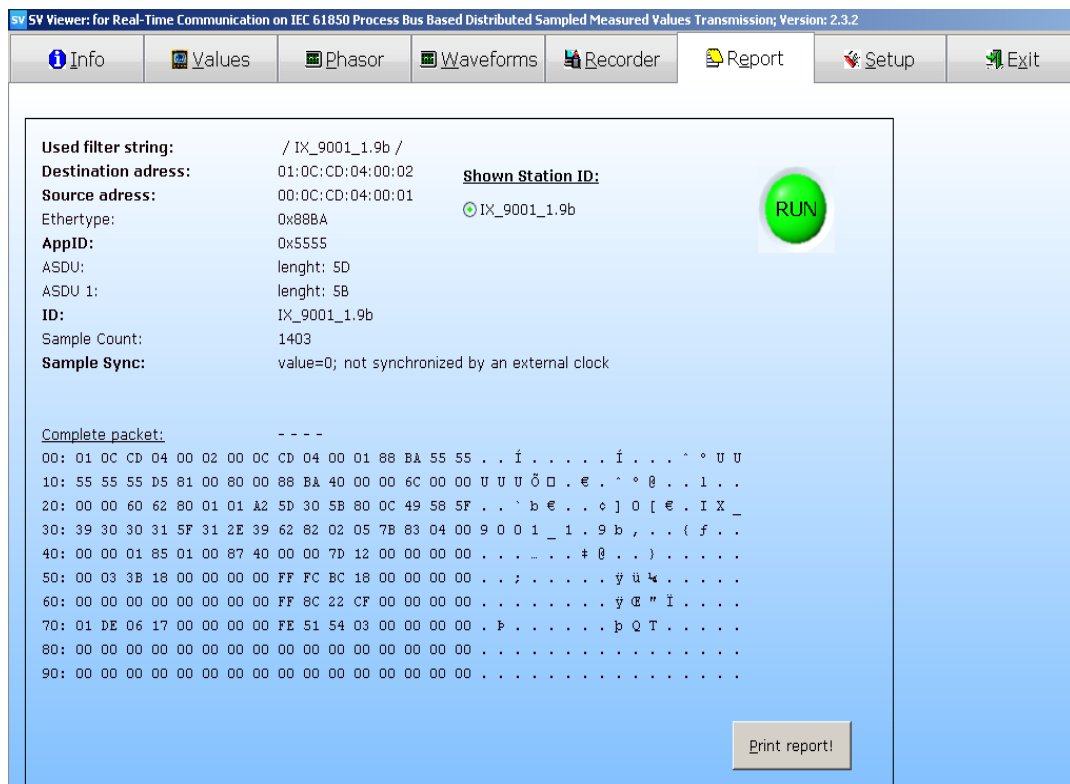 SV SV Viewer: for Real-Time Communication on IEC 61850 Process Bus Based Distributed Sampled Measured Values Transmission; Version: 2.3.2
Info Values Phasor Waveforms Recorder Report Setup Exit
Used filter string: / IX_9001_1.9b /
Destination adress: 01:0C:CD:04:00:02
Shown Station ID:
Source adress: 00:0C:CD:04:00:01
IX_9001_1.9b
RUN
Ethertype: 0x88BA
AppID: 0x5555
ASDU: lenght: 5D
ASDU 1: lenght: 5B
ID: IX_9001_1.9b
Sample Count: 1403
Sample Sync: value=0; not synchronized by an external clock
Complete packet: - - - -
00: 01 0C CD 04 00 02 00 0C CD 04 00 01 88 BA 55 55 . . Í . . . . . . Í . . . ˆ º U U
10: 55 55 55 D5 81 00 80 00 88 BA 40 00 00 6C 00 00 U U U Õ □ . € . ˆ º @ . . l . .
20: 00 00 60 62 80 01 01 A2 5D 30 5B 80 0C 49 58 5F . . ` b € . . ¢ ] 0 [ € . I X _
30: 39 30 30 31 5F 31 2E 39 62 82 02 05 7B 83 04 00 9 0 0 1 _ 1 . 9 b ‚ . . { ƒ . .
40: 00 00 01 85 01 00 87 40 00 00 7D 12 00 00 00 00 . . . … . . ‡ @ . . } . . . . .
50: 00 03 3B 18 00 00 00 00 FF FC BC 18 00 00 00 00 . . ; . . . . . ÿ ü ¼ . . . . .
60: 00 00 00 00 00 00 00 00 FF 8C 22 CF 00 00 00 00 . . . . . . . . ÿ Œ " Ï . . . .
70: 01 DE 06 17 00 00 00 00 FE 51 54 03 00 00 00 00 . Þ . . . . . . þ Q T . . . . .
80: 00 00 00 00 00 00 00 00 00 00 00 00 00 00 00 00 . . . . . . . . . . . . . . . .
90: 00 00 00 00 00 00 00 00 00 00 00 00 00 00 00 00 . . . . . . . . . . . . . . . .
Print report!